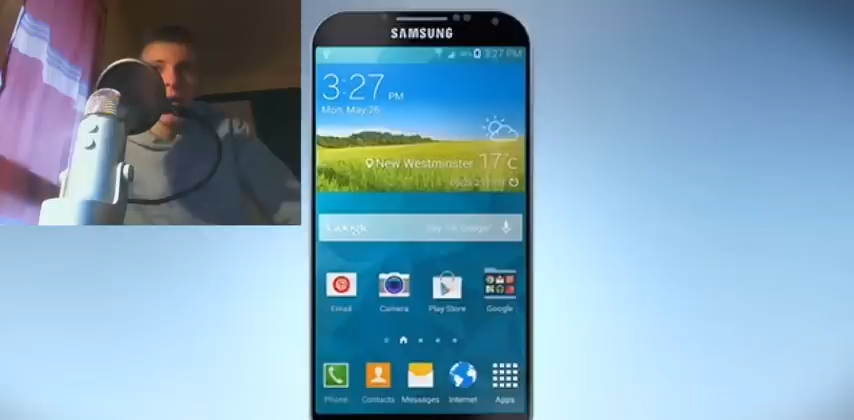 SAMSUNG
3:27 PM
3:27 PM
Mon, May 26
New Westminster 17°C
Email Camera Play Store Google
Phone Contacts Messages Internet Apps